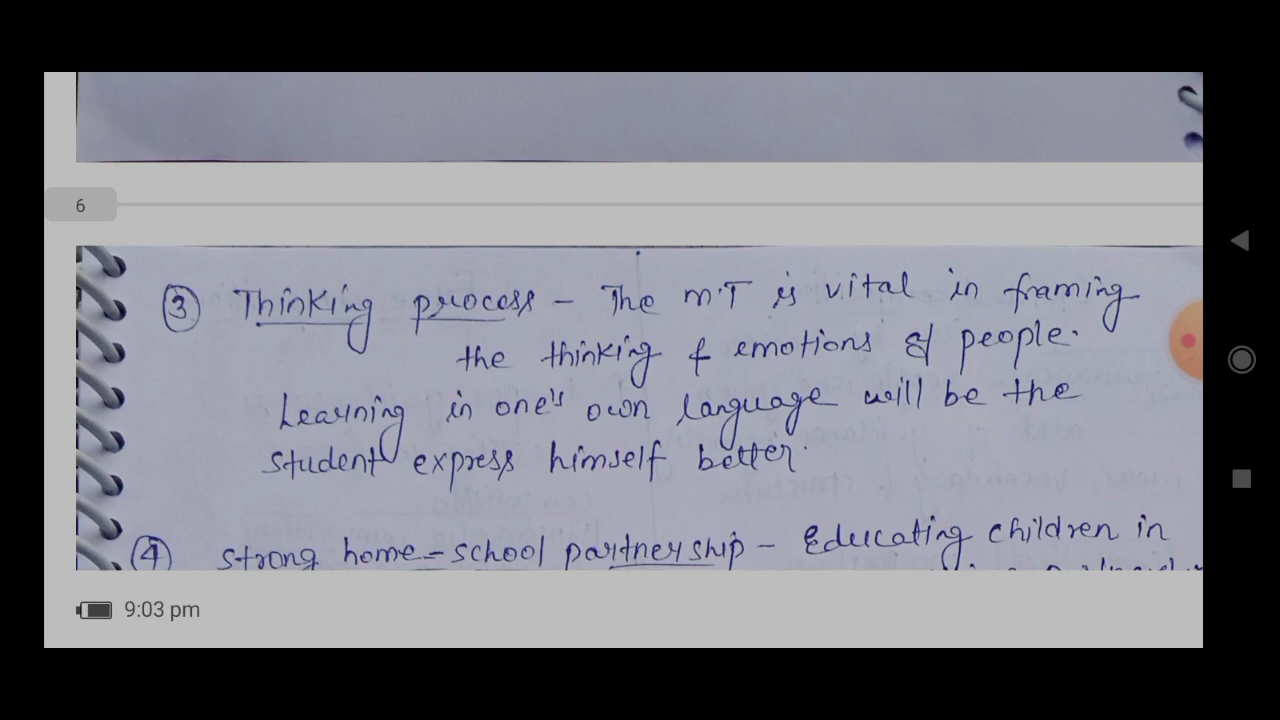 6
③ Thinking process - The M.T is vital in framing
the thinking & emotions of people.
Learning in one's own language will be the
student express himself better.
④ Strong home-school partnership - Educating children in
9:03 pm